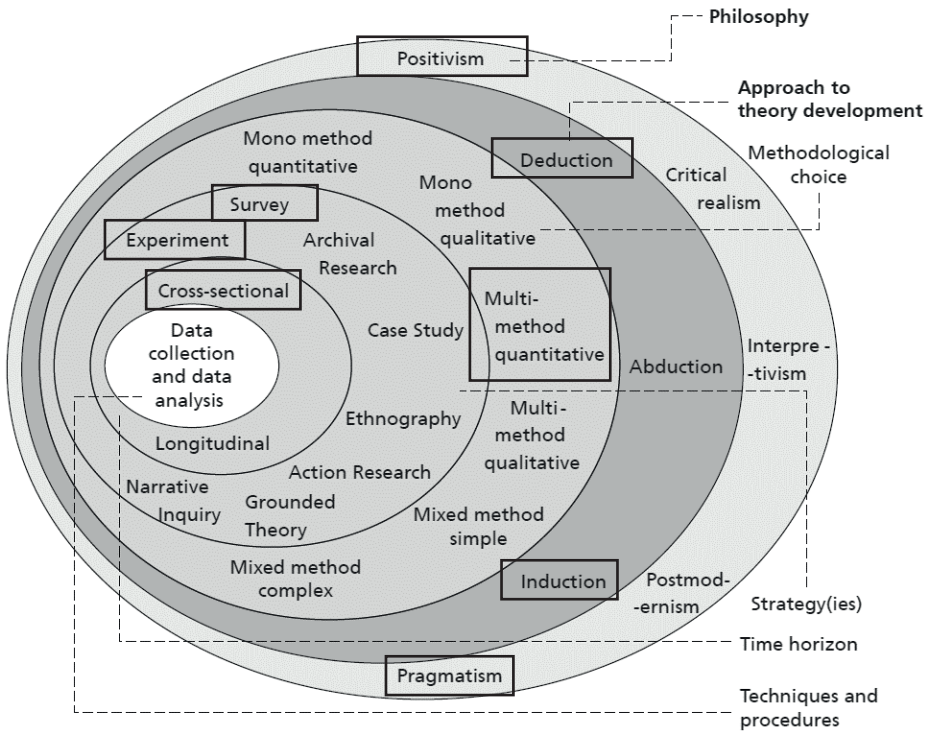 Philosophy
Positivism
Approach to
theory development
Mono method
quantitative
Deduction
Methodological
choice
Critical
realism
Mono
method
qualitative
Survey
Experiment
Archival
Research
Cross-sectional
Multi-
method
quantitative
Data
collection
and data
analysis
Case Study
Abduction
Interpre -
-tivism
Ethnography
Multi-
method
qualitative
Longitudinal
Action Research
Narrative
Inquiry
Grounded
Theory
Mixed method
simple
Mixed method
complex
Induction
Postmod-
-ernism
Strategy(ies)
Time horizon
Pragmatism
Techniques and
procedures